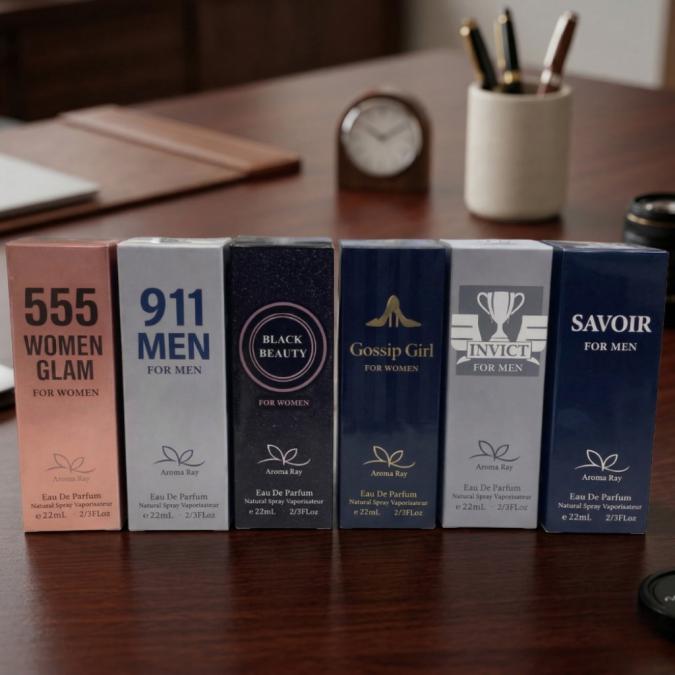 555
WOMEN
GLAM
FOR WOMEN
Aroma Ray
Eau De Parfum
Natural Spray Vaporisateur
e 22mL 2/3FLoz
911
MEN
FOR MEN
Aroma Ray
Eau De Parfum
Natural Spray Vaporisateur
e 22mL 2/3FLoz
BLACK
BEAUTY
FOR WOMEN
Aroma Ray
Eau De Parfum
Natural Spray Vaporisateur
e 22mL 2/3FLoz
Gossip Girl
FOR WOMEN
Aroma Ray
Eau De Parfum
Natural Spray Vaporisateur
e 22mL 2/3FLoz
INVICT
FOR MEN
Aroma Ray
Eau De Parfum
Natural Spray Vaporisateur
e 22mL 2/3FLoz
SAVOIR
FOR MEN
Aroma Ray
Eau De Parfum
Natural Spray Vaporisateur
e 22mL 2/3FLoz